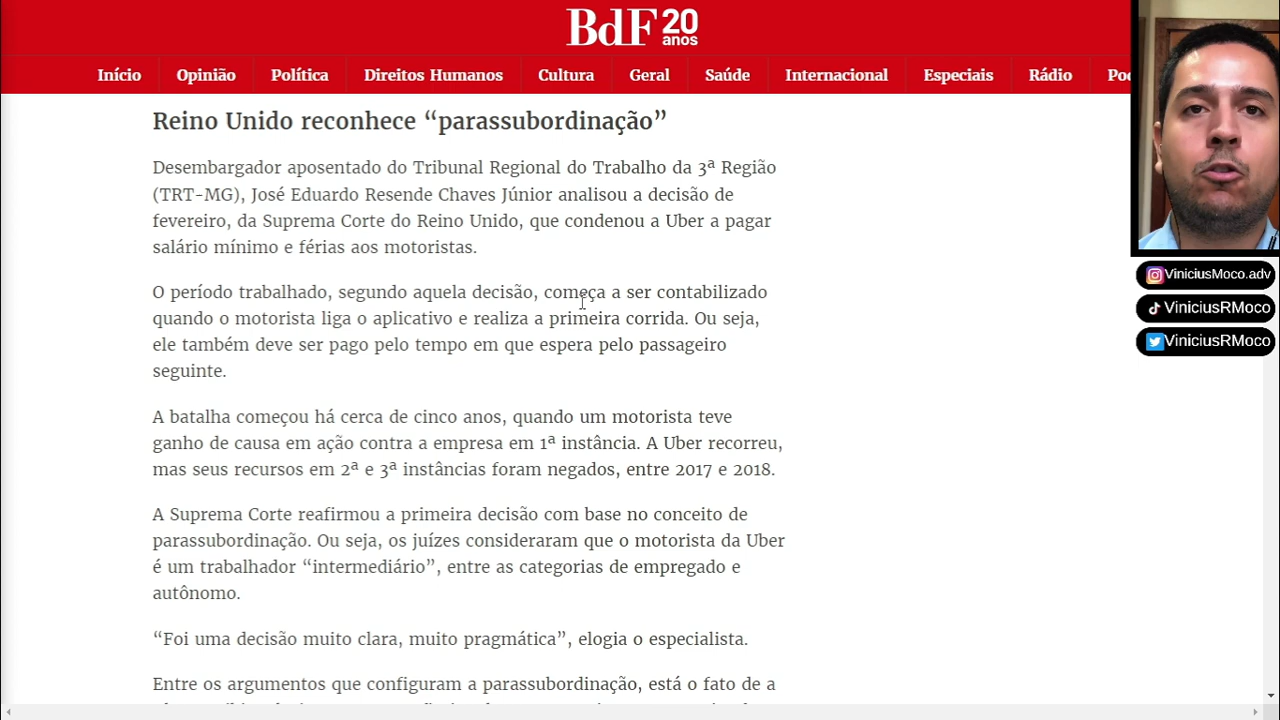 BdF 20 anos
Início Opinião Política Direitos Humanos Cultura Geral Saúde Internacional Especiais Rádio
Reino Unido reconhece “parassubordinação”
Desembargador aposentado do Tribunal Regional do Trabalho da 3ª Região
(TRT-MG), José Eduardo Resende Chaves Júnior analisou a decisão de
fevereiro, da Suprema Corte do Reino Unido, que condenou a Uber a pagar
salário mínimo e férias aos motoristas.
O período trabalhado, segundo aquela decisão, começa a ser contabilizado
quando o motorista liga o aplicativo e realiza a primeira corrida. Ou seja,
ele também deve ser pago pelo tempo em que espera pelo passageiro
seguinte.
A batalha começou há cerca de cinco anos, quando um motorista teve
ganho de causa em ação contra a empresa em 1ª instância. A Uber recorreu,
mas seus recursos em 2ª e 3ª instâncias foram negados, entre 2017 e 2018.
A Suprema Corte reafirmou a primeira decisão com base no conceito de
parassubordinação. Ou seja, os juízes consideraram que o motorista da Uber
é um trabalhador “intermediário”, entre as categorias de empregado e
autônomo.
“Foi uma decisão muito clara, muito pragmática”, elogia o especialista.
Entre os argumentos que configuram a parassubordinação, está o fato de a
ViniciusMoco.adv
ViniciusRMoco
ViniciusRMoco